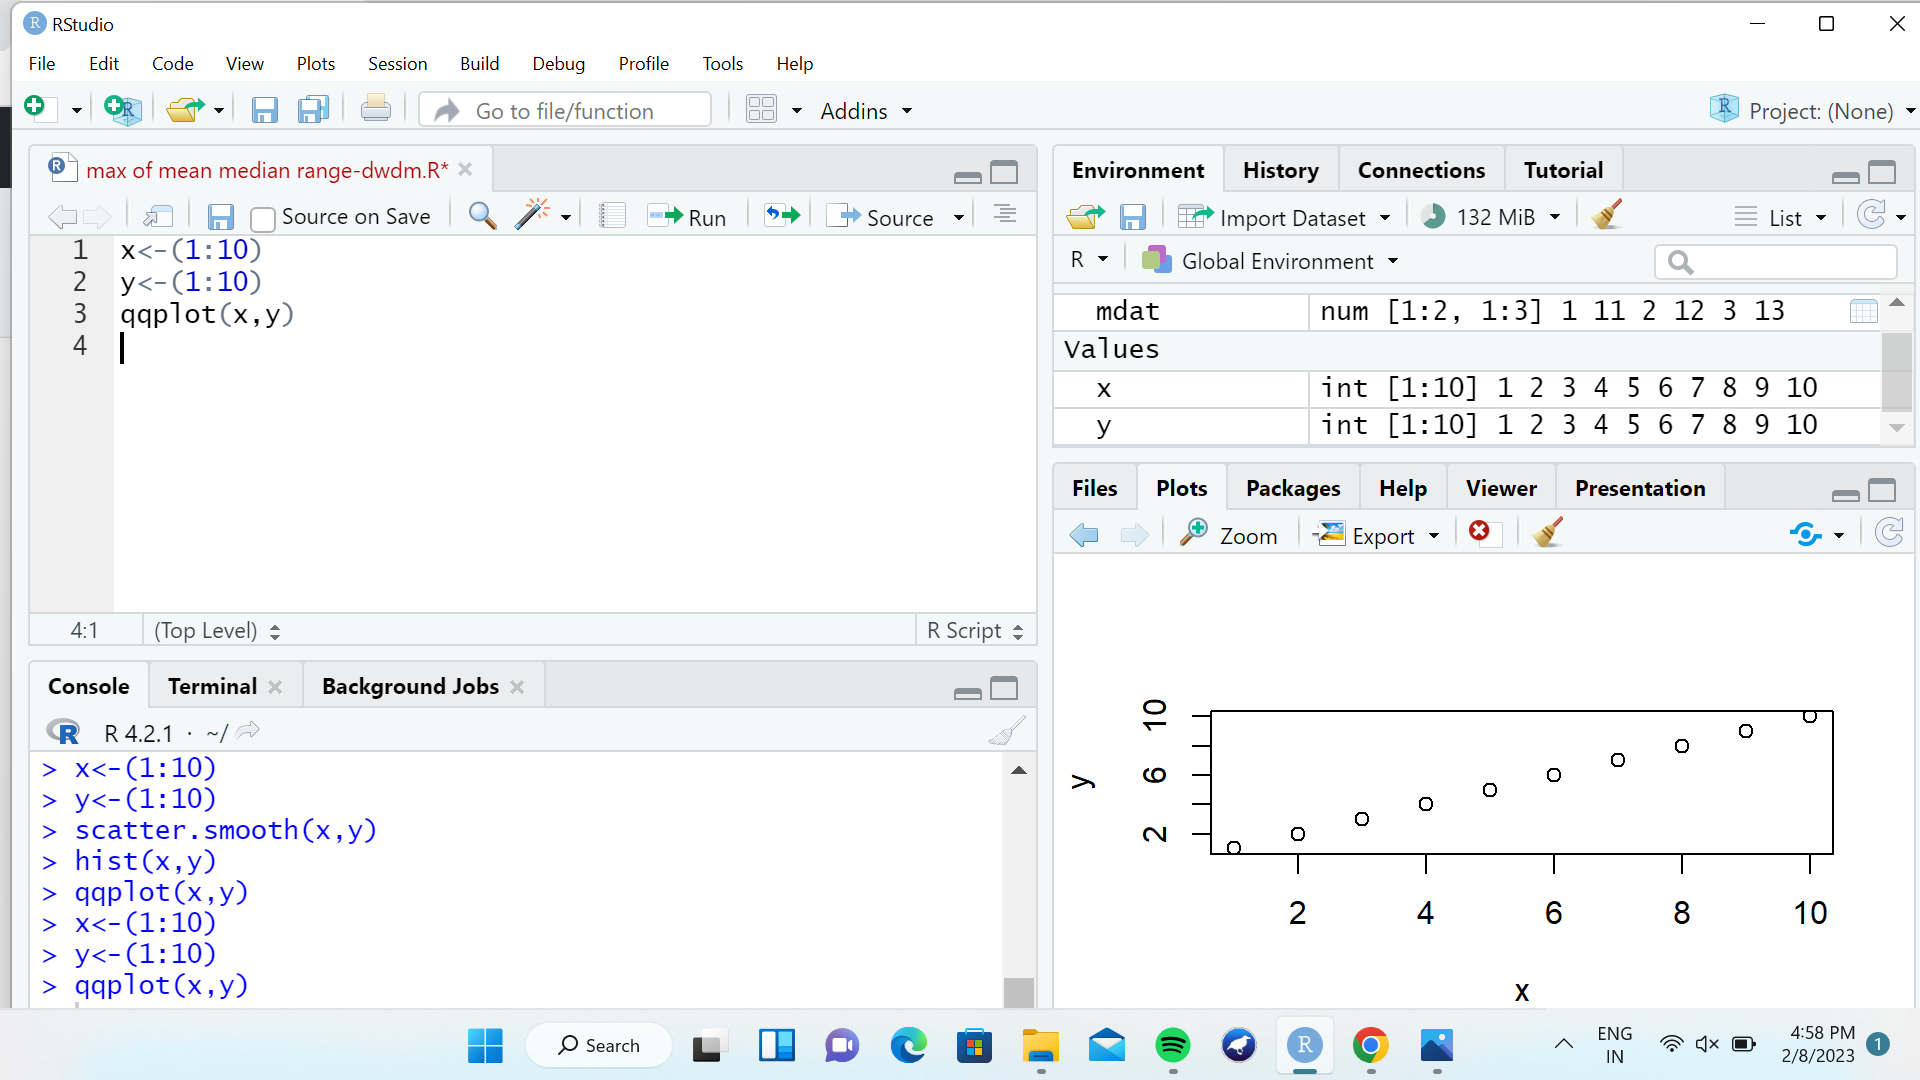 R RStudio
File Edit Code View Plots Session Build Debug Profile Tools Help
Go to file/function Addins Project: (None)
max of mean median range-dwdm.R*
Source on Save Run Source
1 x<-(1:10)
2 y<-(1:10)
3 qqplot(x,y)
4
4:1 (Top Level) R Script
Console Terminal Background Jobs
R 4.2.1 · ~/
> x<-(1:10)
> y<-(1:10)
> scatter.smooth(x,y)
> hist(x,y)
> qqplot(x,y)
> x<-(1:10)
> y<-(1:10)
> qqplot(x,y)
Environment History Connections Tutorial
Import Dataset 132 MiB List
R Global Environment
mdat num [1:2, 1:3] 1 11 2 12 3 13
Values
x int [1:10] 1 2 3 4 5 6 7 8 9 10
y int [1:10] 1 2 3 4 5 6 7 8 9 10
Files Plots Packages Help Viewer Presentation
Zoom Export
10
6
2
y
2 4 6 8 10
x
Search
ENG
IN
4:58 PM
2/8/2023
1